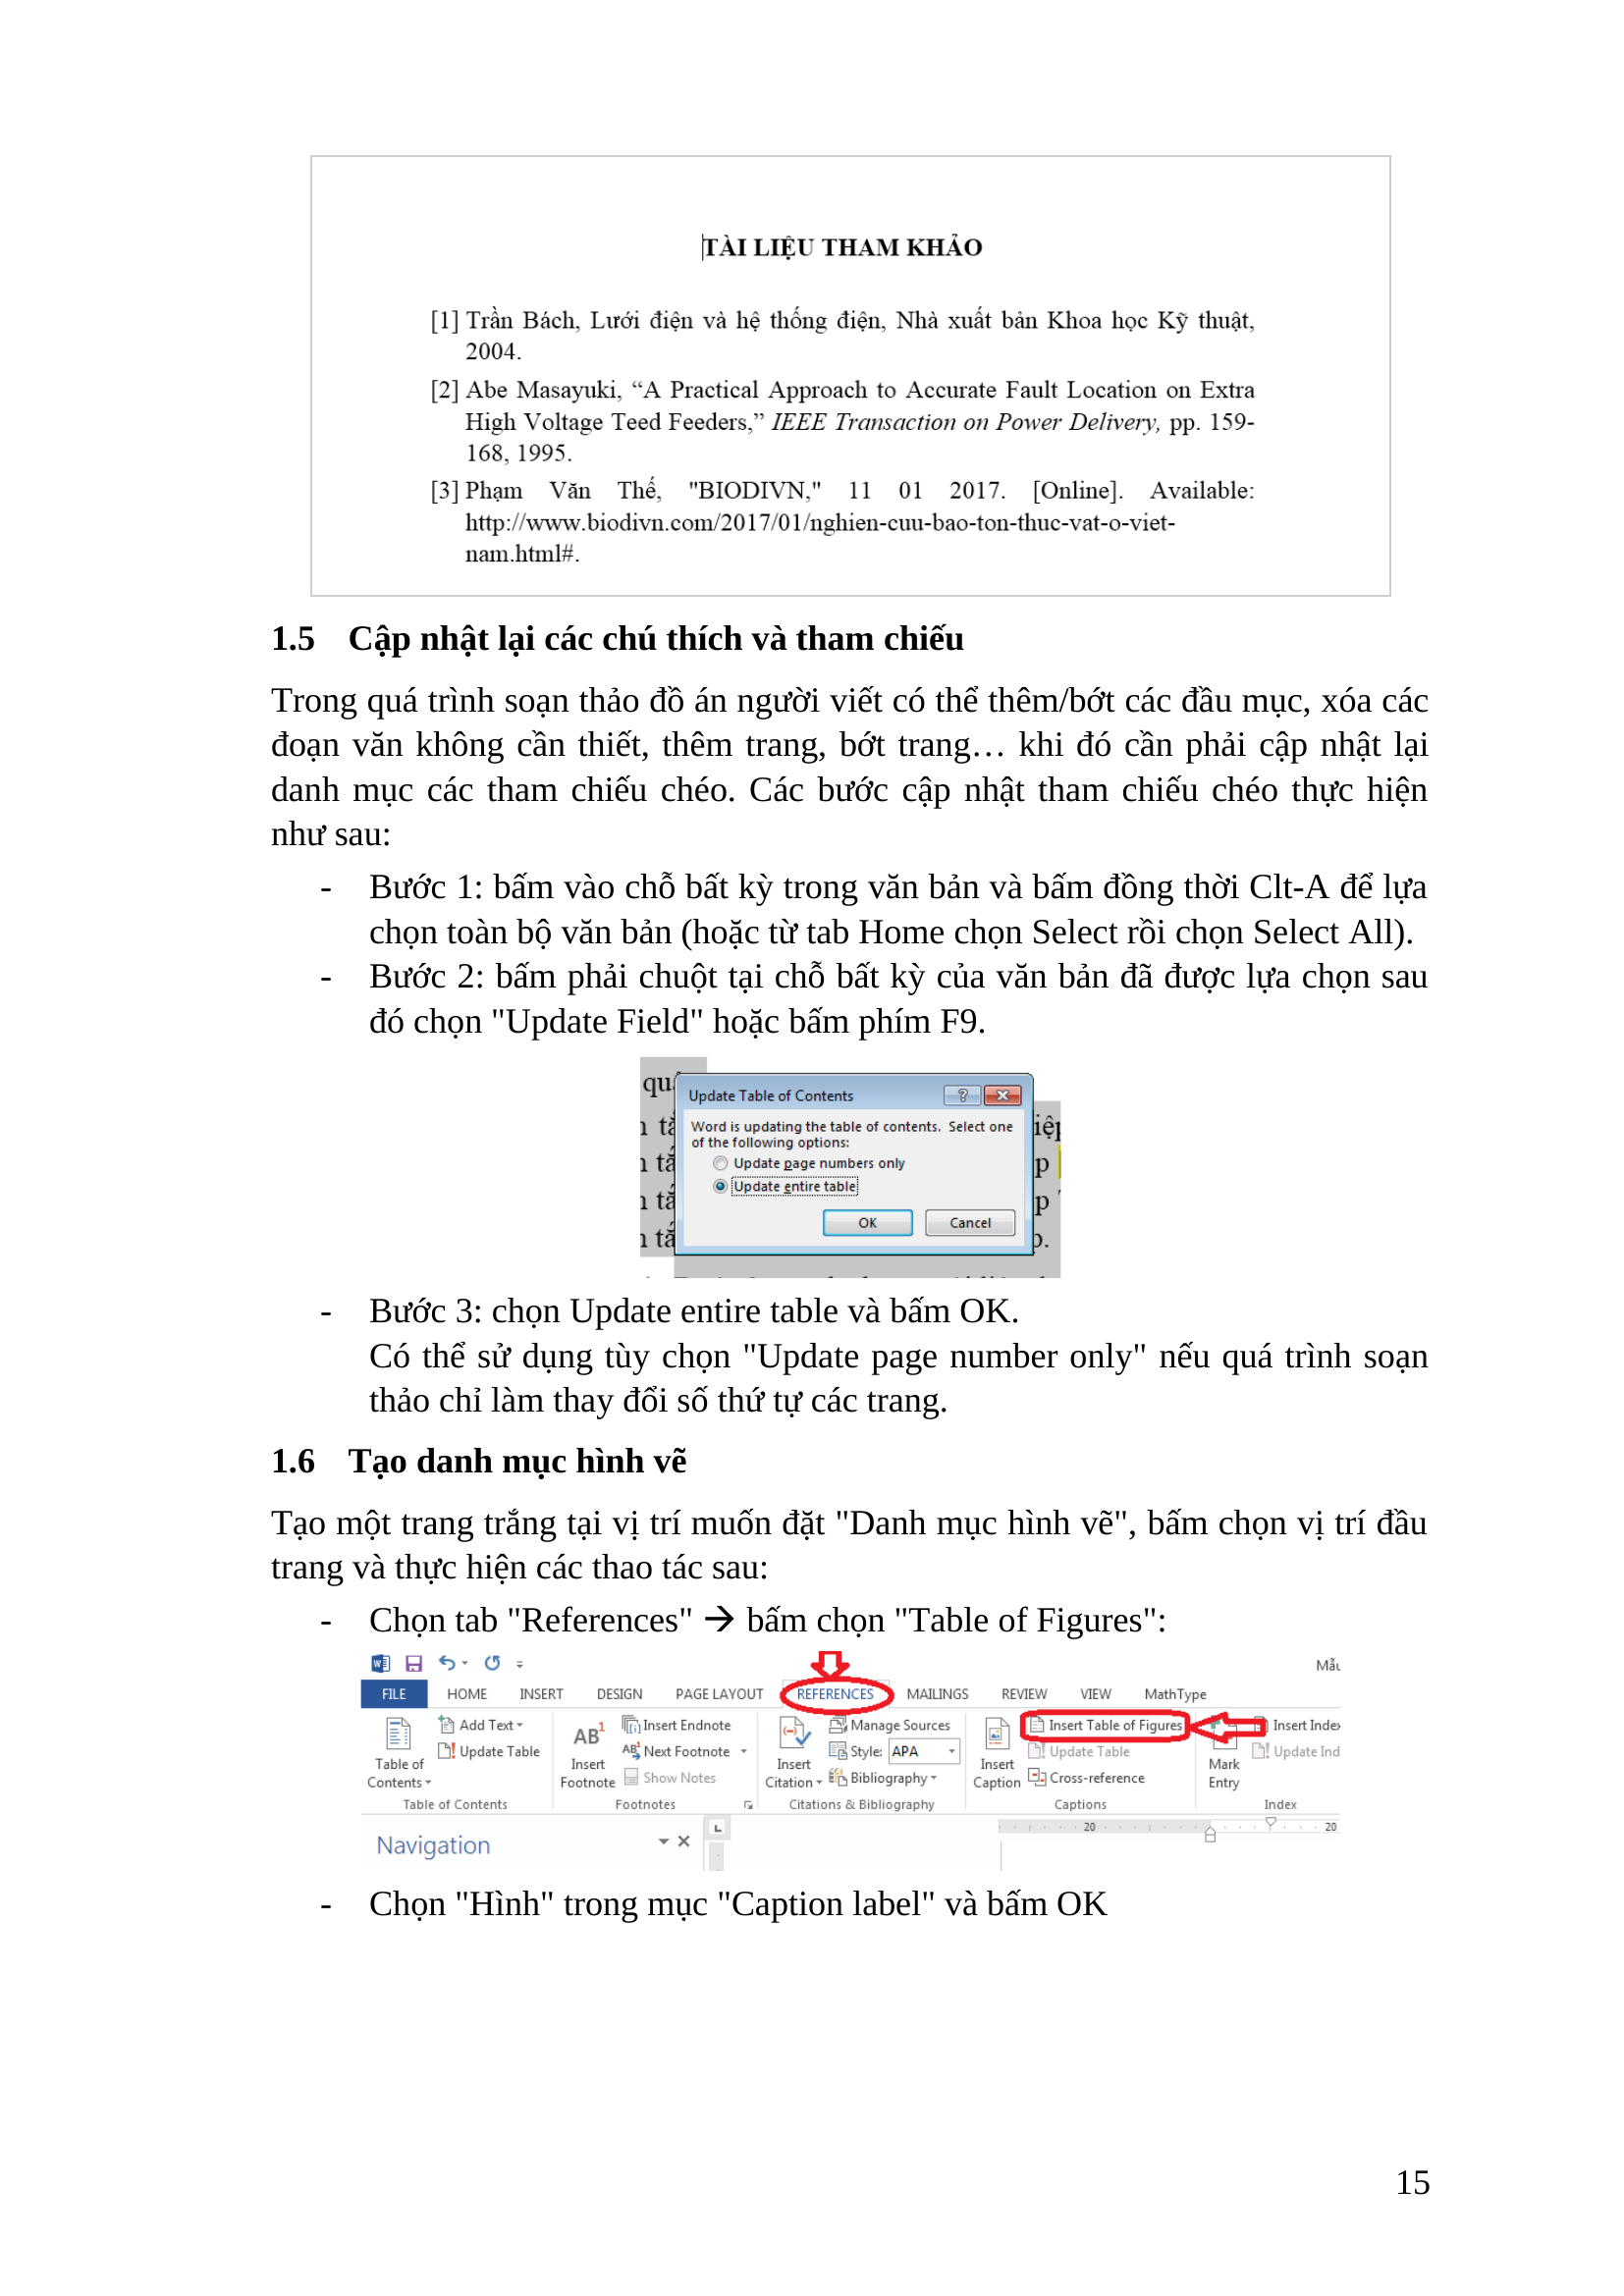 TÀI LIỆU THAM KHẢO
[1] Trần Bách, Lưới điện và hệ thống điện, Nhà xuất bản Khoa học Kỹ thuật,
2004.
[2] Abe Masayuki, “A Practical Approach to Accurate Fault Location on Extra
High Voltage Teed Feeders,” IEEE Transaction on Power Delivery, pp. 159-
168, 1995.
[3] Phạm Văn Thế, "BIODIVN," 11 01 2017. [Online]. Available:
http://www.biodivn.com/2017/01/nghien-cuu-bao-ton-thuc-vat-o-viet-
nam.html#.
1.5 Cập nhật lại các chú thích và tham chiếu
Trong quá trình soạn thảo đồ án người viết có thể thêm/bớt các đầu mục, xóa các
đoạn văn không cần thiết, thêm trang, bớt trang… khi đó cần phải cập nhật lại
danh mục các tham chiếu chéo. Các bước cập nhật tham chiếu chéo thực hiện
như sau:
- Bước 1: bấm vào chỗ bất kỳ trong văn bản và bấm đồng thời Clt-A để lựa
chọn toàn bộ văn bản (hoặc từ tab Home chọn Select rồi chọn Select All).
- Bước 2: bấm phải chuột tại chỗ bất kỳ của văn bản đã được lựa chọn sau
đó chọn "Update Field" hoặc bấm phím F9.
Update Table of Contents
Word is updating the table of contents. Select one
of the following options:
Update page numbers only
Update entire table
OK Cancel
- Bước 3: chọn Update entire table và bấm OK.
Có thể sử dụng tùy chọn "Update page number only" nếu quá trình soạn
thảo chỉ làm thay đổi số thứ tự các trang.
1.6 Tạo danh mục hình vẽ
Tạo một trang trắng tại vị trí muốn đặt "Danh mục hình vẽ", bấm chọn vị trí đầu
trang và thực hiện các thao tác sau:
- Chọn tab "References" → bấm chọn "Table of Figures":
FILE HOME INSERT DESIGN PAGE LAYOUT REFERENCES MAILINGS REVIEW VIEW MathType
Add Text Insert Endnote Manage Sources Insert Table of Figures Insert Index
Update Table Next Footnote Style: APA Update Table Update Ind
Table of Insert Insert Insert Mark
Contents Footnote Show Notes Citation Bibliography Caption Cross-reference Entry
Table of Contents Footnotes Citations & Bibliography Captions Index
20 20
Navigation
- Chọn "Hình" trong mục "Caption label" và bấm OK
15